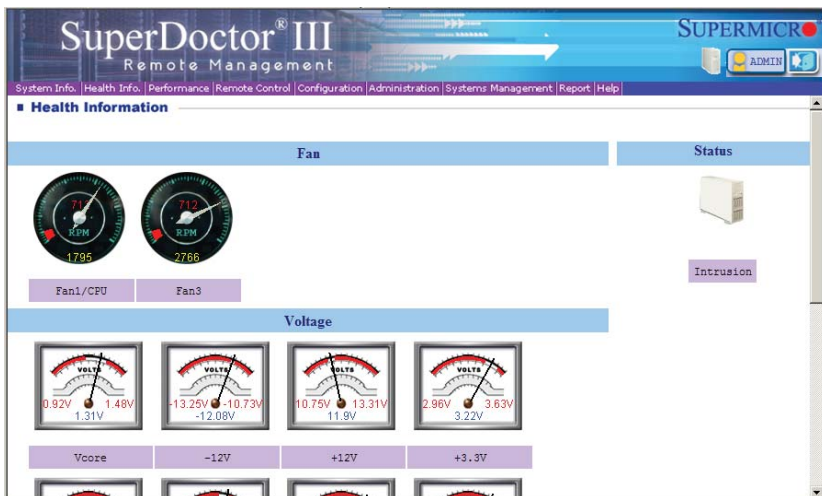 SuperDoctor® III
Remote Management
SUPERMICRO
ADMIN
System Info. Health Info. Performance Remote Control Configuration Administration Systems Management Report Help
Health Information
Fan
Status
712
RPM
1795
712
RPM
2766
Fan1/CPU Fan3
Intrusion
Voltage
VOLTS
0.92V 1.48V
1.31V
VOLTS
-13.25V -10.73V
-12.08V
VOLTS
10.75V 13.31V
11.9V
VOLTS
2.96V 3.63V
3.22V
Vcore -12V +12V +3.3V